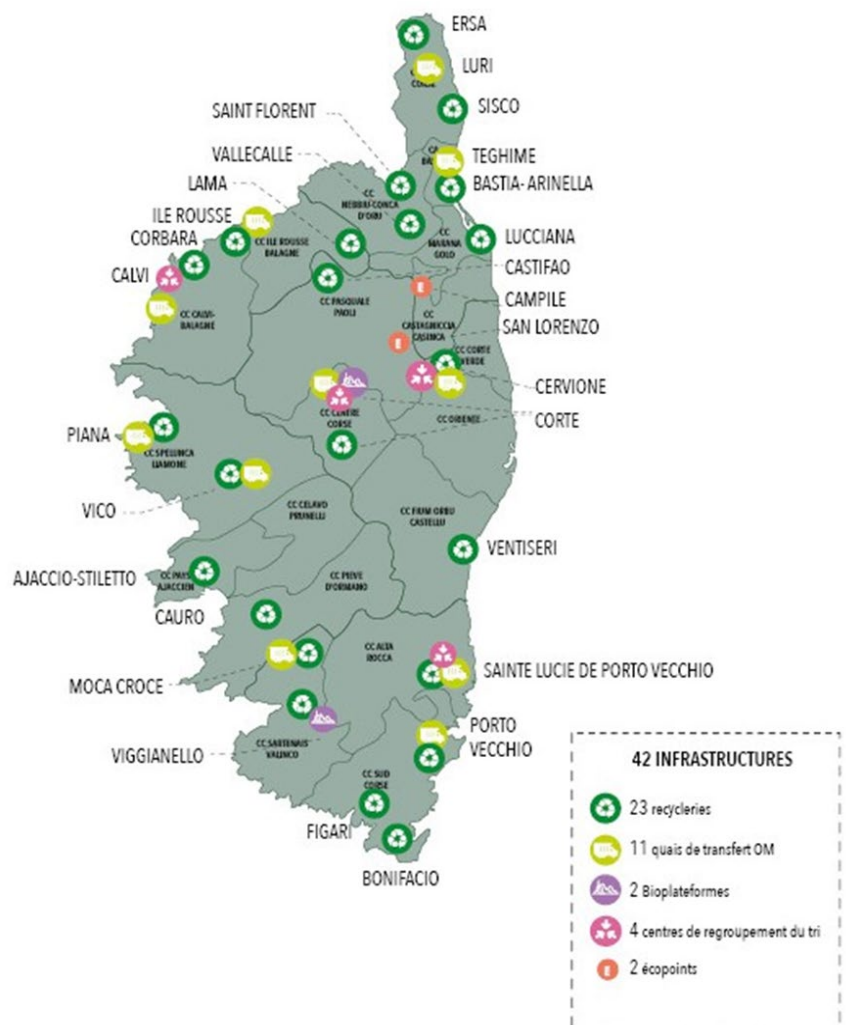 ERSA
LURI
SISCO
SAINT FLORENT
VALLECALLE
TEGHIME
BASTIA- ARINELLA
LAMA
ILE ROUSSE
CORBARA
LUCCIANA
CALVI
CASTIFAO
CAMPILE
SAN LORENZO
CERVIONE
CORTE
PIANA
VICO
VENTISERI
AJACCIO-STILETTO
CAURO
MOCA CROCE
SAINTE LUCIE DE PORTO VECCHIO
VIGGIANELLO
PORTO
VECCHIO
FIGARI
BONIFACIO
CC
NEBBIU-CONCA
D'ORU
CC ILE ROUSSE
BALAGNE
CC
MARANA
GOLO
CC PASQUALE
PAOLI
CC CALVI-
BALAGNE
CC
CASTAGNICCIA
CASINCA
E
E
CC CENTRE
CORSE
CC ORIENTE
CC SPELUNCA
LIAMONE
CC CELAVO
PRUNELLI
CC FIUM ORBU
CASTELLU
CC PAYS
AJACCIEN
CC PIEVE
D'ORNANO
CC ALTA
ROCCA
CC SARTENAIS
VALINCO
CC SUD
CORSE
42 INFRASTRUCTURES
23 recycleries
11 quais de transfert OM
2 Bioplateformes
4 centres de regroupement du tri
E
2 écopoints